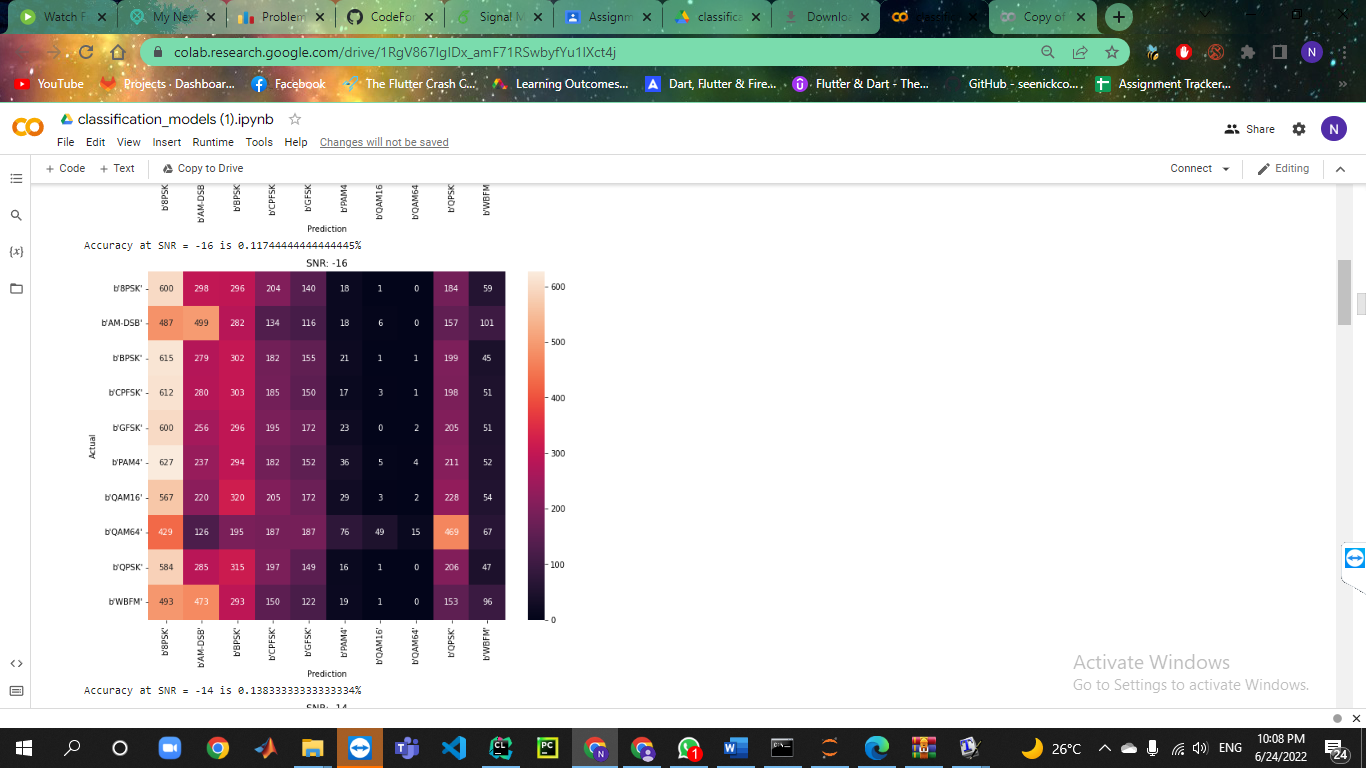 Watch F
My Nex
Problem
CodeFor
Signal M
Assignm
classifica
Downloa
Copy of
colab.research.google.com/drive/1RgV867IgIDx_amF71RSwbyfYu1IXct4j
N
YouTube
Projects · Dashboar...
Facebook
The Flutter Crash C...
Learning Outcomes...
Dart, Flutter & Fire...
Flutter & Dart - The...
GitHub - seenickco...
Assignment Tracker...
»
CO
classification_models (1).ipynb
File Edit View Insert Runtime Tools Help Changes will not be saved
Share
N
+ Code + Text Copy to Drive
Connect
Editing
b'8PSK' b'AM-DSB' b'BPSK' b'CPFSK' b'GFSK' b'PAM4' b'QAM16' b'QAM64' b'QPSK' b'WBFM'
Prediction
Accuracy at SNR = -16 is 0.11744444444444445%
SNR: -16
b'8PSK' 600 298 296 204 140 18 1 0 184 59
b'AM-DSB' 487 499 282 134 116 18 6 0 157 101
b'BPSK' 615 279 302 182 155 21 1 1 199 45
b'CPFSK' 612 280 303 185 150 17 3 1 198 51
b'GFSK' 600 256 296 195 172 23 0 2 205 51
b'PAM4' 627 237 294 182 152 36 5 4 211 52
b'QAM16' 567 220 320 205 172 29 3 2 228 54
b'QAM64' 429 126 195 187 187 76 49 15 469 67
b'QPSK' 584 285 315 197 149 16 1 0 206 47
b'WBFM' 493 473 293 150 122 19 1 0 153 96
Actual
600
500
400
300
200
100
0
b'8PSK' b'AM-DSB' b'BPSK' b'CPFSK' b'GFSK' b'PAM4' b'QAM16' b'QAM64' b'QPSK' b'WBFM'
Prediction
Accuracy at SNR = -14 is 0.13833333333333334%
SNR: -14
Activate Windows
Go to Settings to activate Windows.
26°C
ENG
10:08 PM
6/24/2022
24